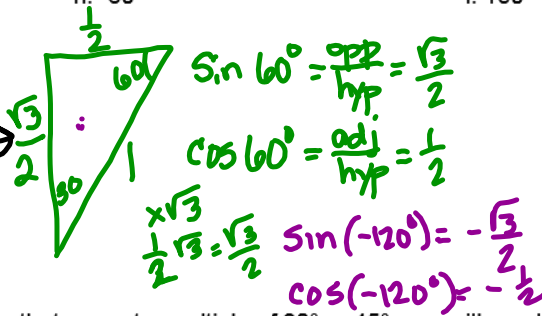 1/2
60°
sin 60° = opp/hyp = √3/2
√3/2
1
30
cos 60° = adj/hyp = 1/2
x√3
1/2 √3 = √3/2
sin(-120°) = -√3/2
cos(-120°) = -1/2